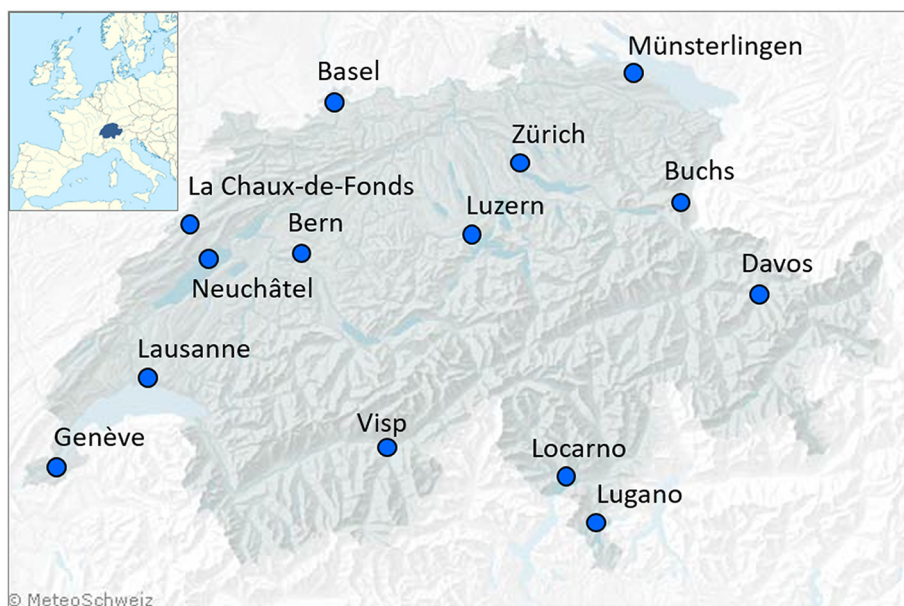 Münsterlingen
Basel
Zürich
Buchs
La Chaux-de-Fonds
Luzern
Bern
Davos
Neuchâtel
Lausanne
Visp
Genève
Locarno
Lugano
© MeteoSchweiz